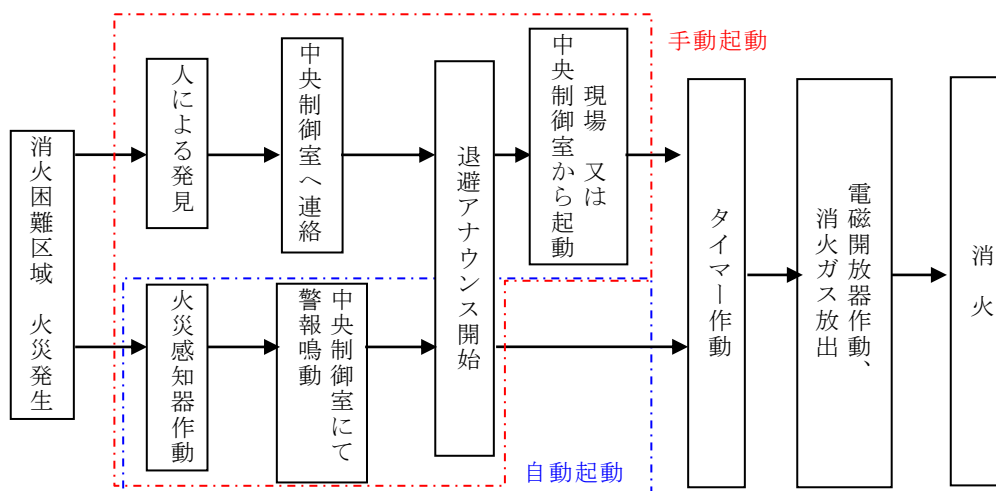 消火困難区域　火災発生
人による発見
中央制御室へ連絡
火災感知器作動
中央制御室にて
警報鳴動
退避アナウンス開始
現場　又は
中央制御室から起動
手動起動
自動起動
タイマー作動
電磁開放器作動、
消火ガス放出
消　火